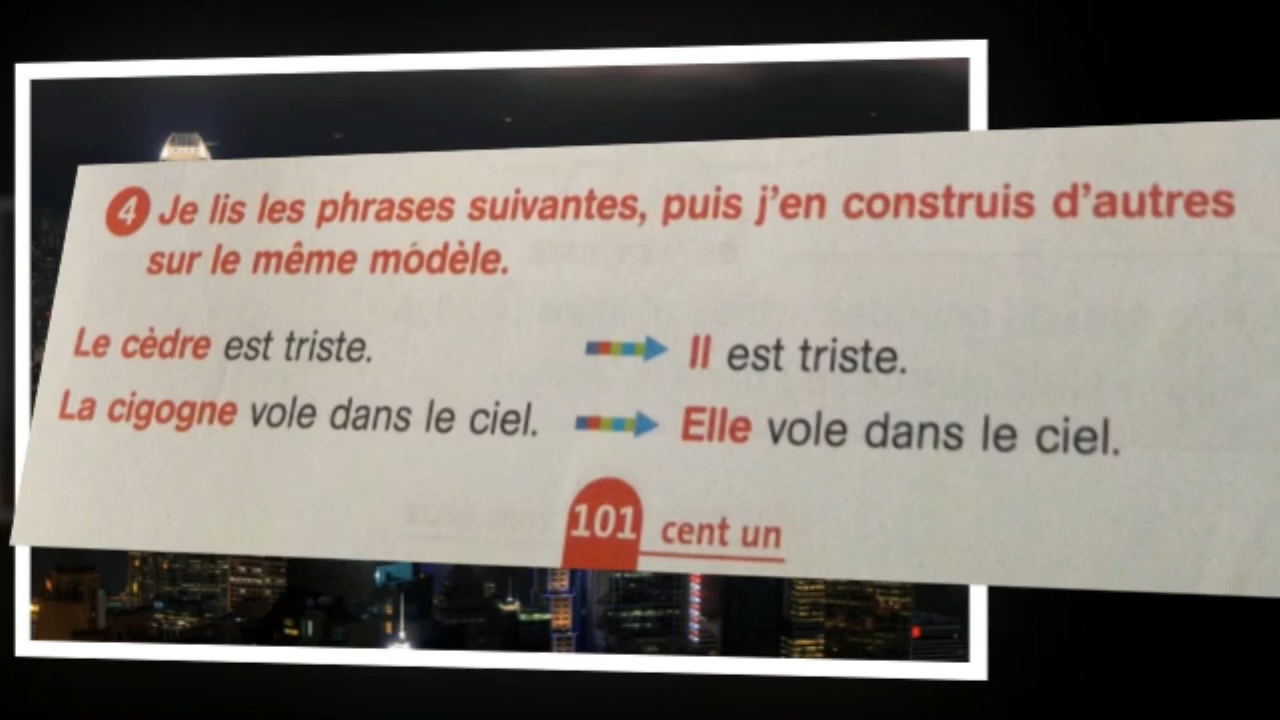 4 Je lis les phrases suivantes, puis j'en construis d'autres
sur le même módèle.
Le cèdre est triste. Il est triste.
La cigogne vole dans le ciel. Elle vole dans le ciel.
101 cent un